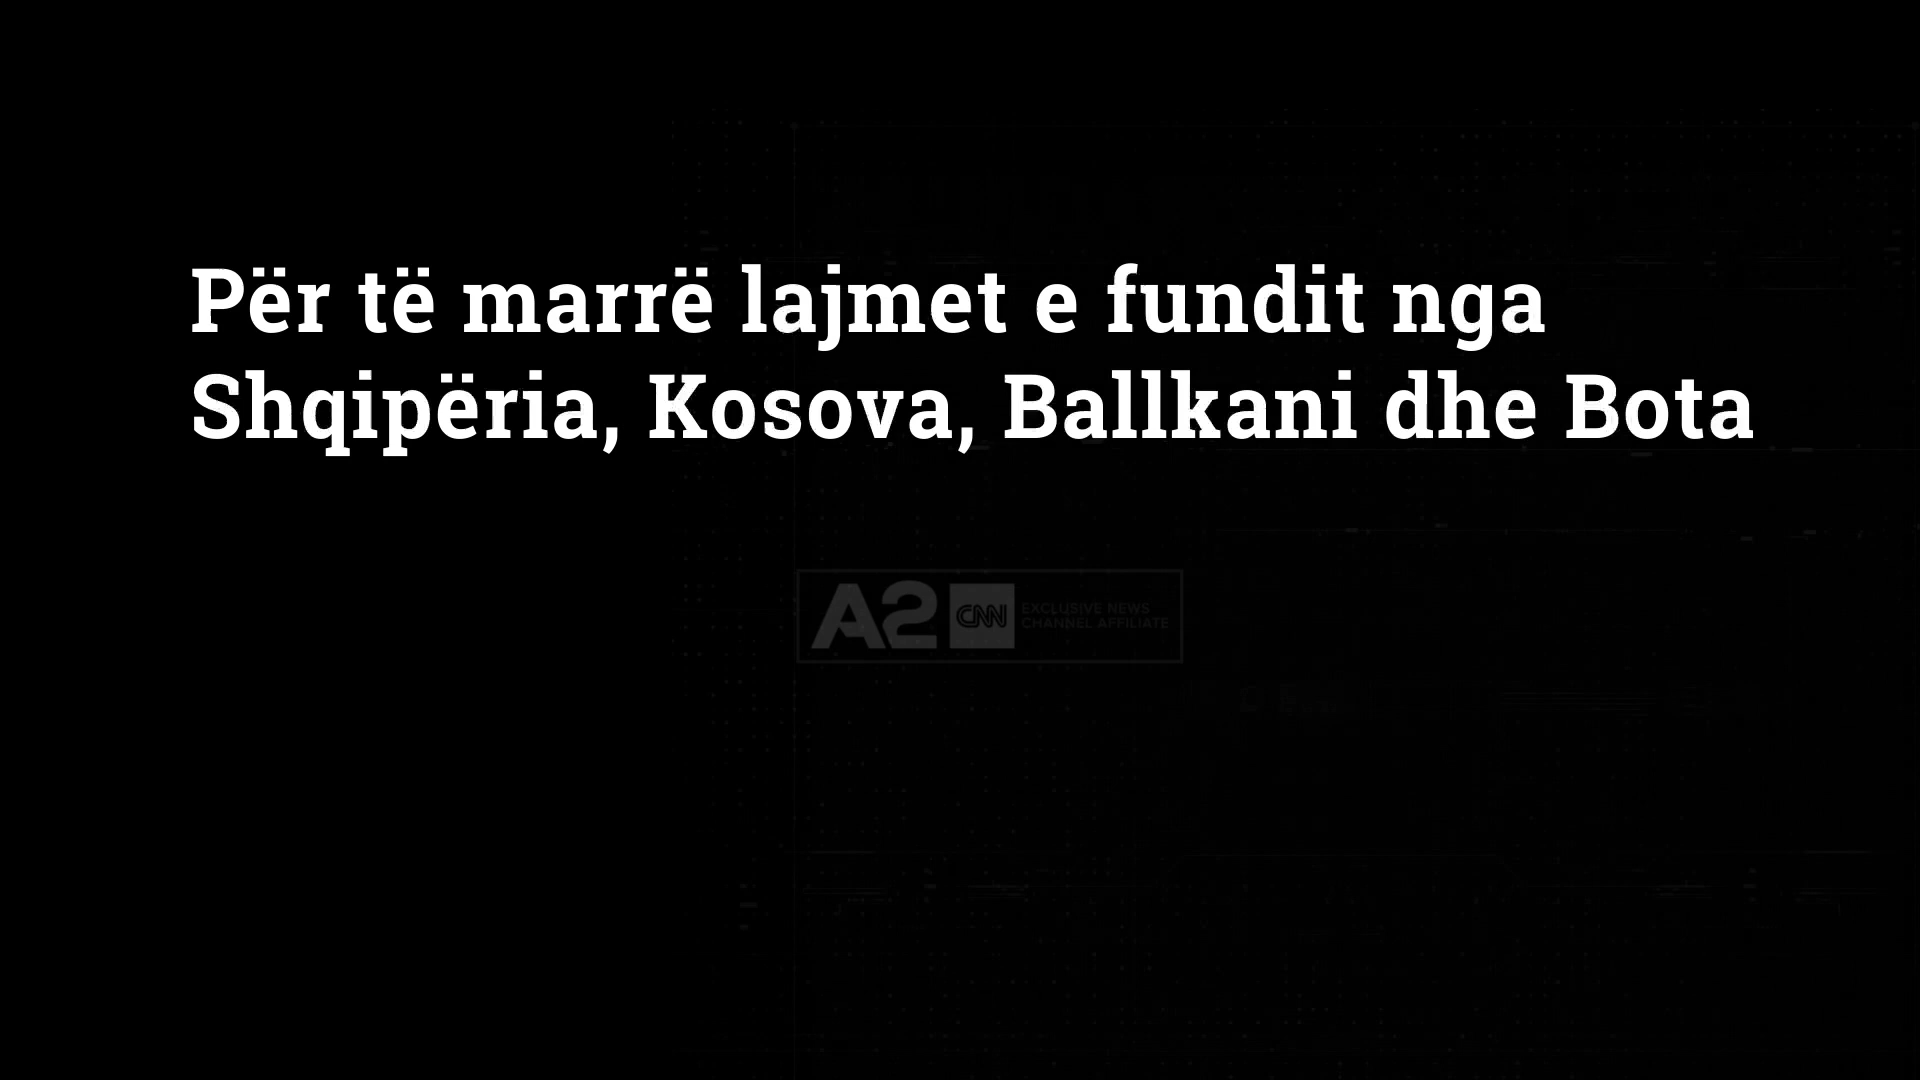 Për të marrë lajmet e fundit nga
Shqipëria, Kosova, Ballkani dhe Bota
A2 CNN EXCLUSIVE NEWS
CHANNEL AFFILIATE